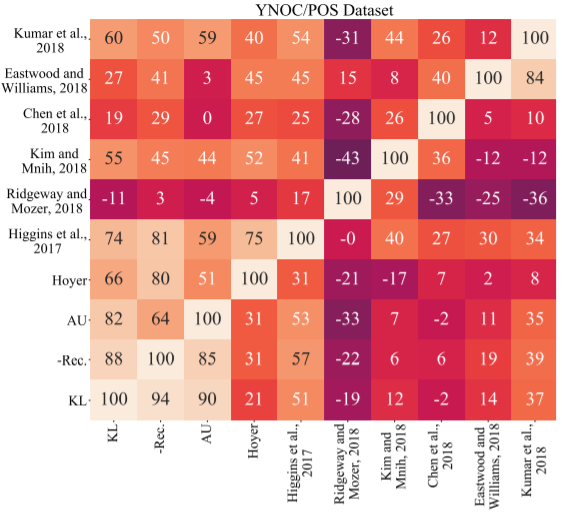 YNOC/POS Dataset
Kumar et al.,
2018
60 50 59 40 54 -31 44 26 12 100
Eastwood and
Williams, 2018
27 41 3 45 45 15 8 40 100 84
Chen et al.,
2018
19 29 0 27 25 -28 26 100 5 10
Kim and
Mnih, 2018
55 45 44 52 41 -43 100 36 -12 -12
Ridgeway and
Mozer, 2018
-11 3 -4 5 17 100 29 -33 -25 -36
Higgins et al.,
2017
74 81 59 75 100 -0 40 27 30 34
Hoyer
66 80 51 100 31 -21 -17 7 2 8
AU
82 64 100 31 53 -33 7 -2 11 35
-Rec.
88 100 85 31 57 -22 6 6 19 39
KL
100 94 90 21 51 -19 12 -2 14 37
KL
-Rec.
AU
Hoyer
Higgins et al.,
2017
Ridgeway and
Mozer, 2018
Kim and
Mnih, 2018
Chen et al.,
2018
Eastwood and
Williams, 2018
Kumar et al.,
2018